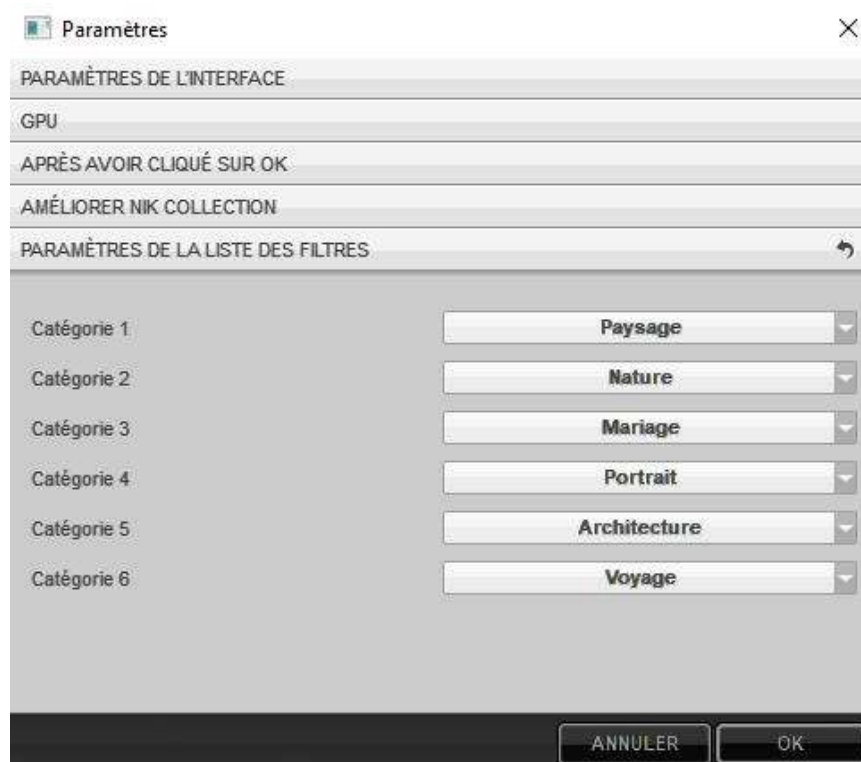 Paramètres
PARAMÈTRES DE L'INTERFACE
GPU
APRÈS AVOIR CLIQUÉ SUR OK
AMÉLIORER NIK COLLECTION
PARAMÈTRES DE LA LISTE DES FILTRES
Catégorie 1 Paysage
Catégorie 2 Nature
Catégorie 3 Mariage
Catégorie 4 Portrait
Catégorie 5 Architecture
Catégorie 6 Voyage
ANNULER OK